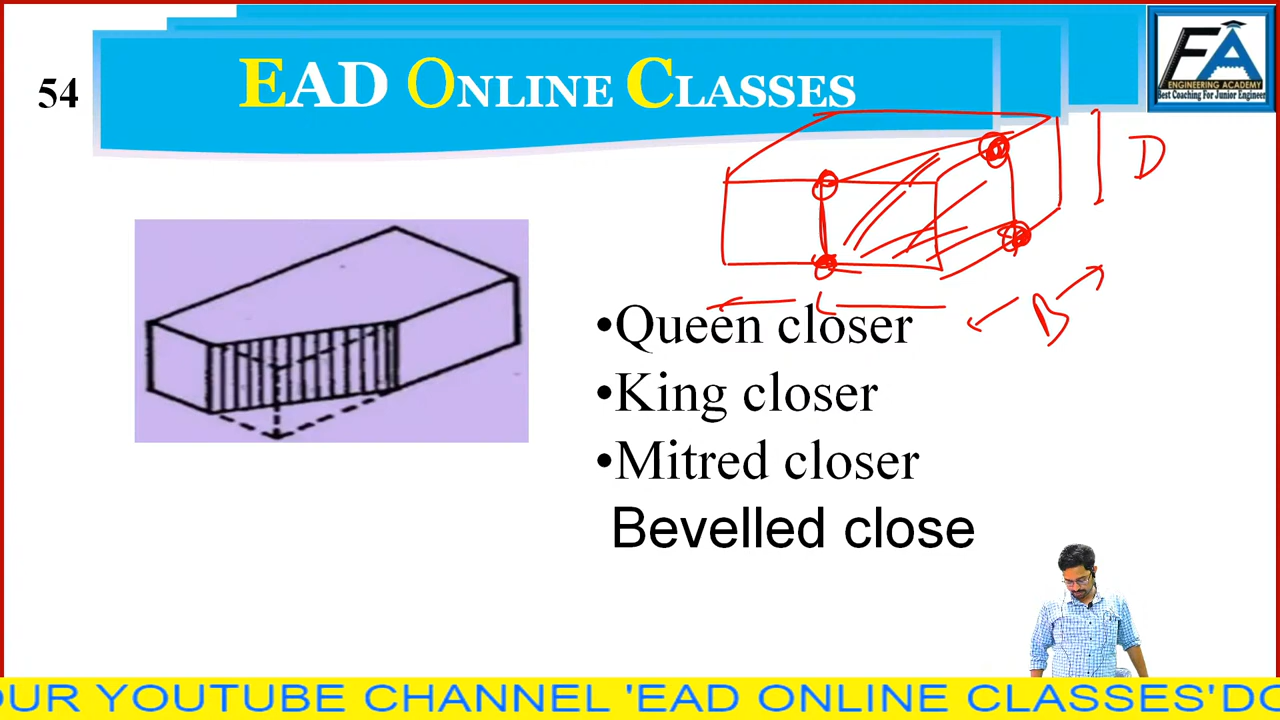 54
EAD ONLINE CLASSES
EA
ENGINEERING ACADEMY
Best Coaching For Junior Engineer
D
L
B
•Queen closer
•King closer
•Mitred closer
Bevelled close
OUR YOUTUBE CHANNEL 'EAD ONLINE CLASSES'DO